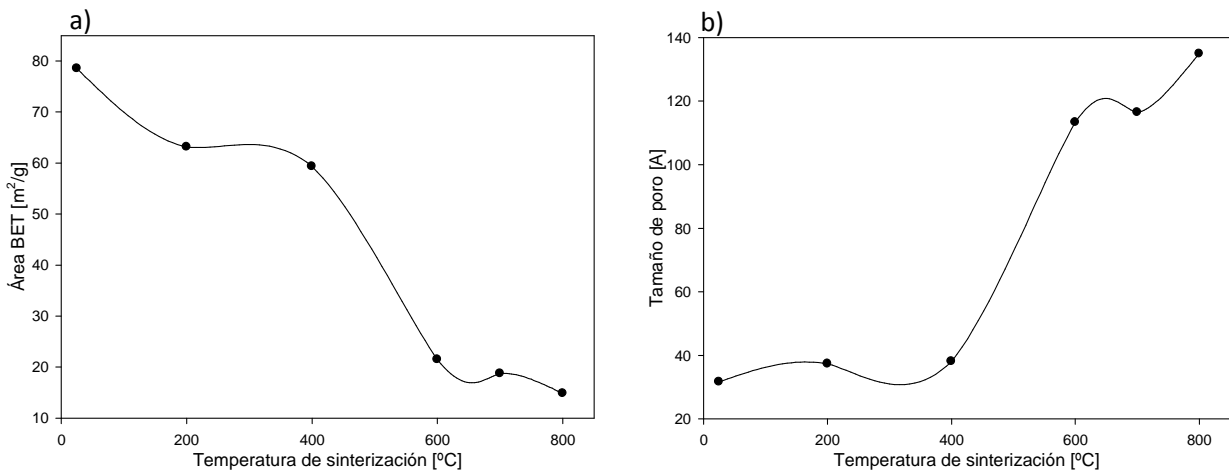 a)
80
70
60
50
40
30
20
10
Área BET [m²/g]
0 200 400 600 800
Temperatura de sinterización [ºC]
b)
140
120
100
80
60
40
20
Tamaño de poro [A]
0 200 400 600 800
Temperatura de sinterización [ºC]